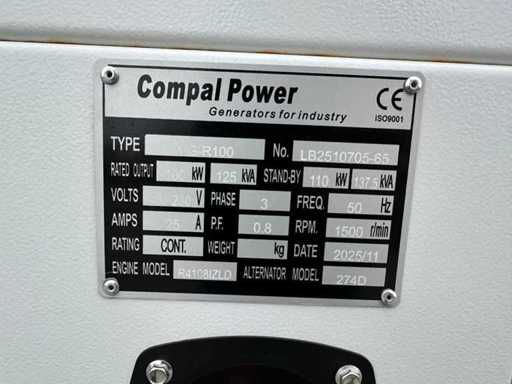 Compal Power
Generators for industry
CE
ISO9001
TYPE No. LB2510705-65
RATED OUTPUT kW 125 kVA STAND-BY 110 kW 137.5 kVA
VOLTS V PHASE 3 FREQ. 50 Hz
AMPS A P.F. 0.8 RPM. 1500 r/min
RATING CONT. WEIGHT kg DATE 2025/11
ENGINE MODEL ALTERNATOR MODEL 274D